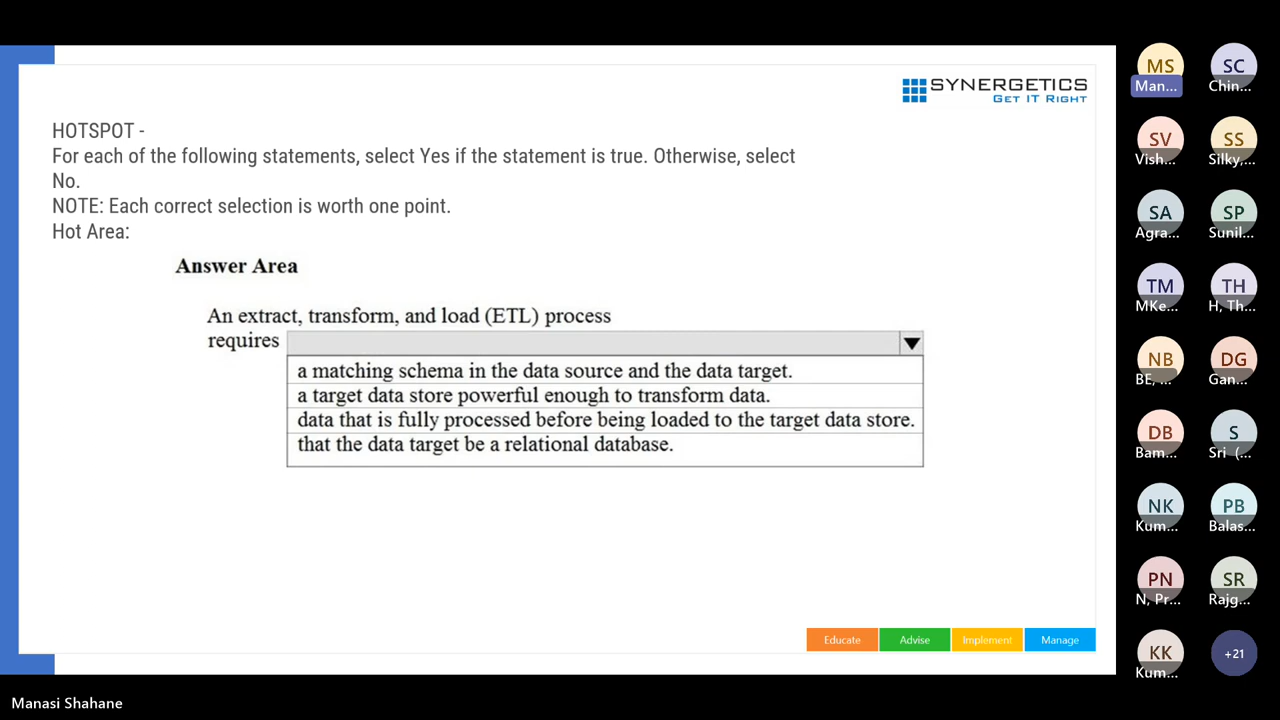 SYNERGETICS
GET IT RIGHT
HOTSPOT -
For each of the following statements, select Yes if the statement is true. Otherwise, select
No.
NOTE: Each correct selection is worth one point.
Hot Area:
Answer Area
An extract, transform, and load (ETL) process
requires
a matching schema in the data source and the data target.
a target data store powerful enough to transform data.
data that is fully processed before being loaded to the target data store.
that the data target be a relational database.
Educate Advise Implement Manage
MS SC
Man... Chin...
SV SS
Vish... Silky,...
SA SP
Agra... Sunil...
TM TH
MKe... H, Th...
NB DG
BE, ... Gan...
DB S
Bam... Sri (...
NK PB
Kum... Balas...
PN SR
N, Pr... Rajg...
KK +21
Kum...
Manasi Shahane